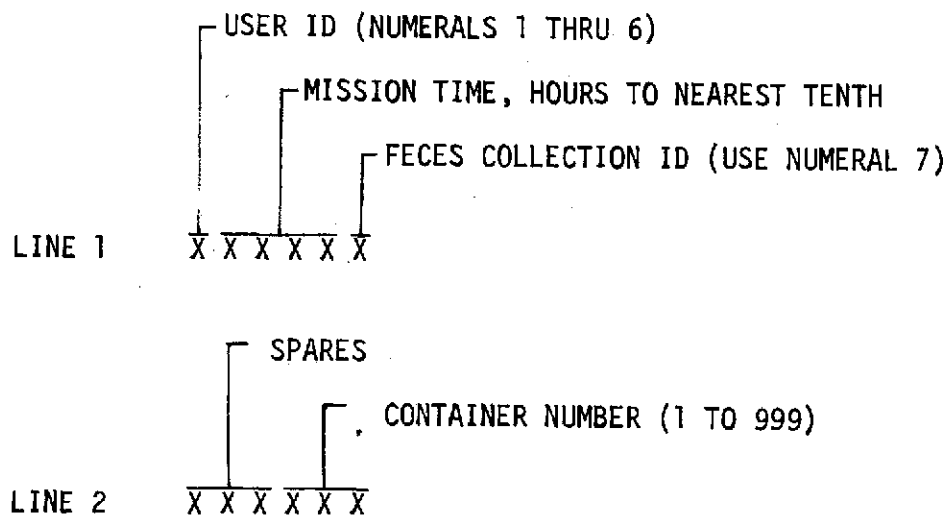 USER ID (NUMERALS 1 THRU 6)
MISSION TIME, HOURS TO NEAREST TENTH
FECES COLLECTION ID (USE NUMERAL 7)
LINE 1 X X X X X X
SPARES
CONTAINER NUMBER (1 TO 999)
LINE 2 X X X X X X